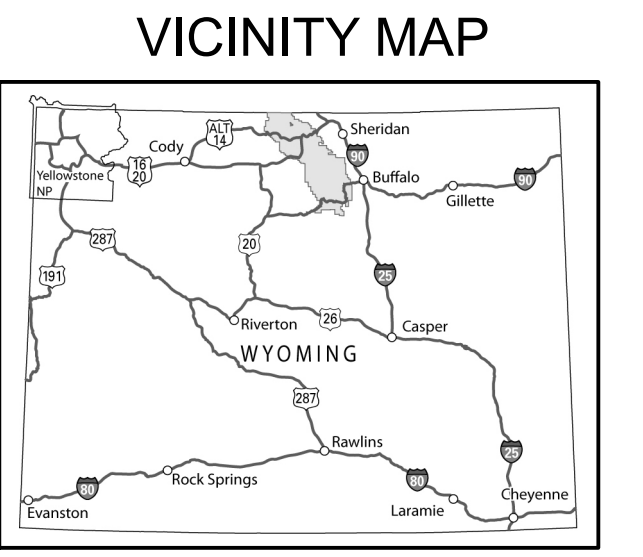 VICINITY MAP
Sheridan
ALT
14
Cody
90
16
20
Yellowstone
NP
Buffalo
90
Gillette
287
20
191
25
26
Riverton
Casper
WYOMING
287
Rawlins
25
Rock Springs
80
80
Cheyenne
Evanston
Laramie